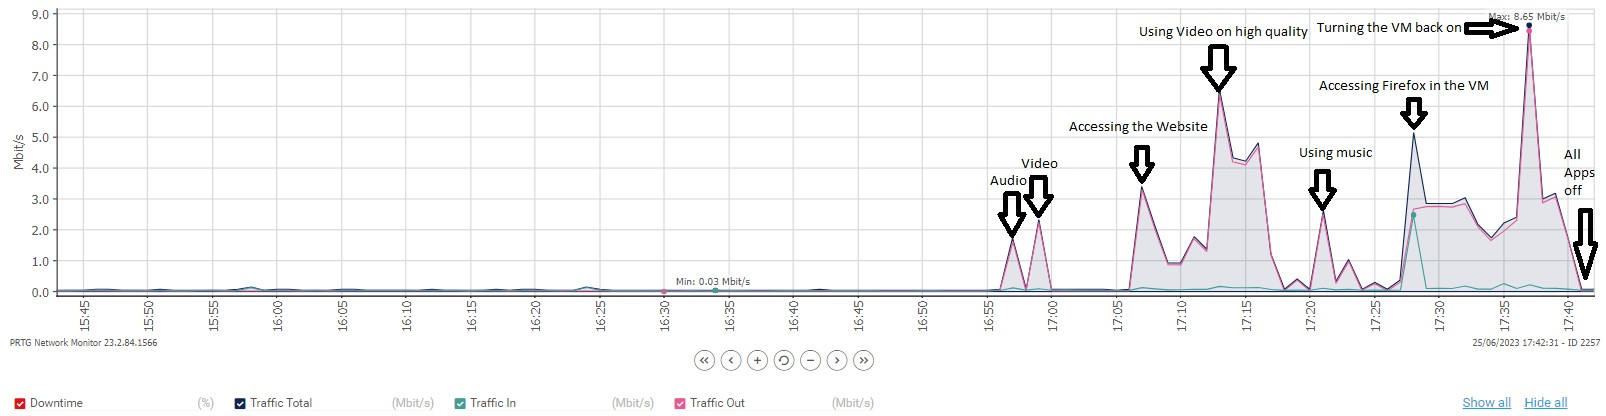 9.0
Max: 8.65 Mbit/s
Using Video on high quality
Turning the VM back on
8.0
7.0
Accessing Firefox in the VM
6.0
Accessing the Website
5.0
Mbit/s
Using music
All
Apps
off
Video
Audio
4.0
3.0
2.0
1.0
Min: 0.03 Mbit/s
0.0
15:45
15:50
15:55
16:00
16:05
16:10
16:15
16:20
16:25
16:30
16:35
16:40
16:45
16:50
16:55
17:00
17:05
17:10
17:15
17:20
17:25
17:30
17:35
17:40
PRTG Network Monitor 23.2.84.1566
25/06/2023 17:42:31 - ID 2257
Downtime (%)
Traffic Total (Mbit/s)
Traffic In (Mbit/s)
Traffic Out (Mbit/s)
Show all
Hide all